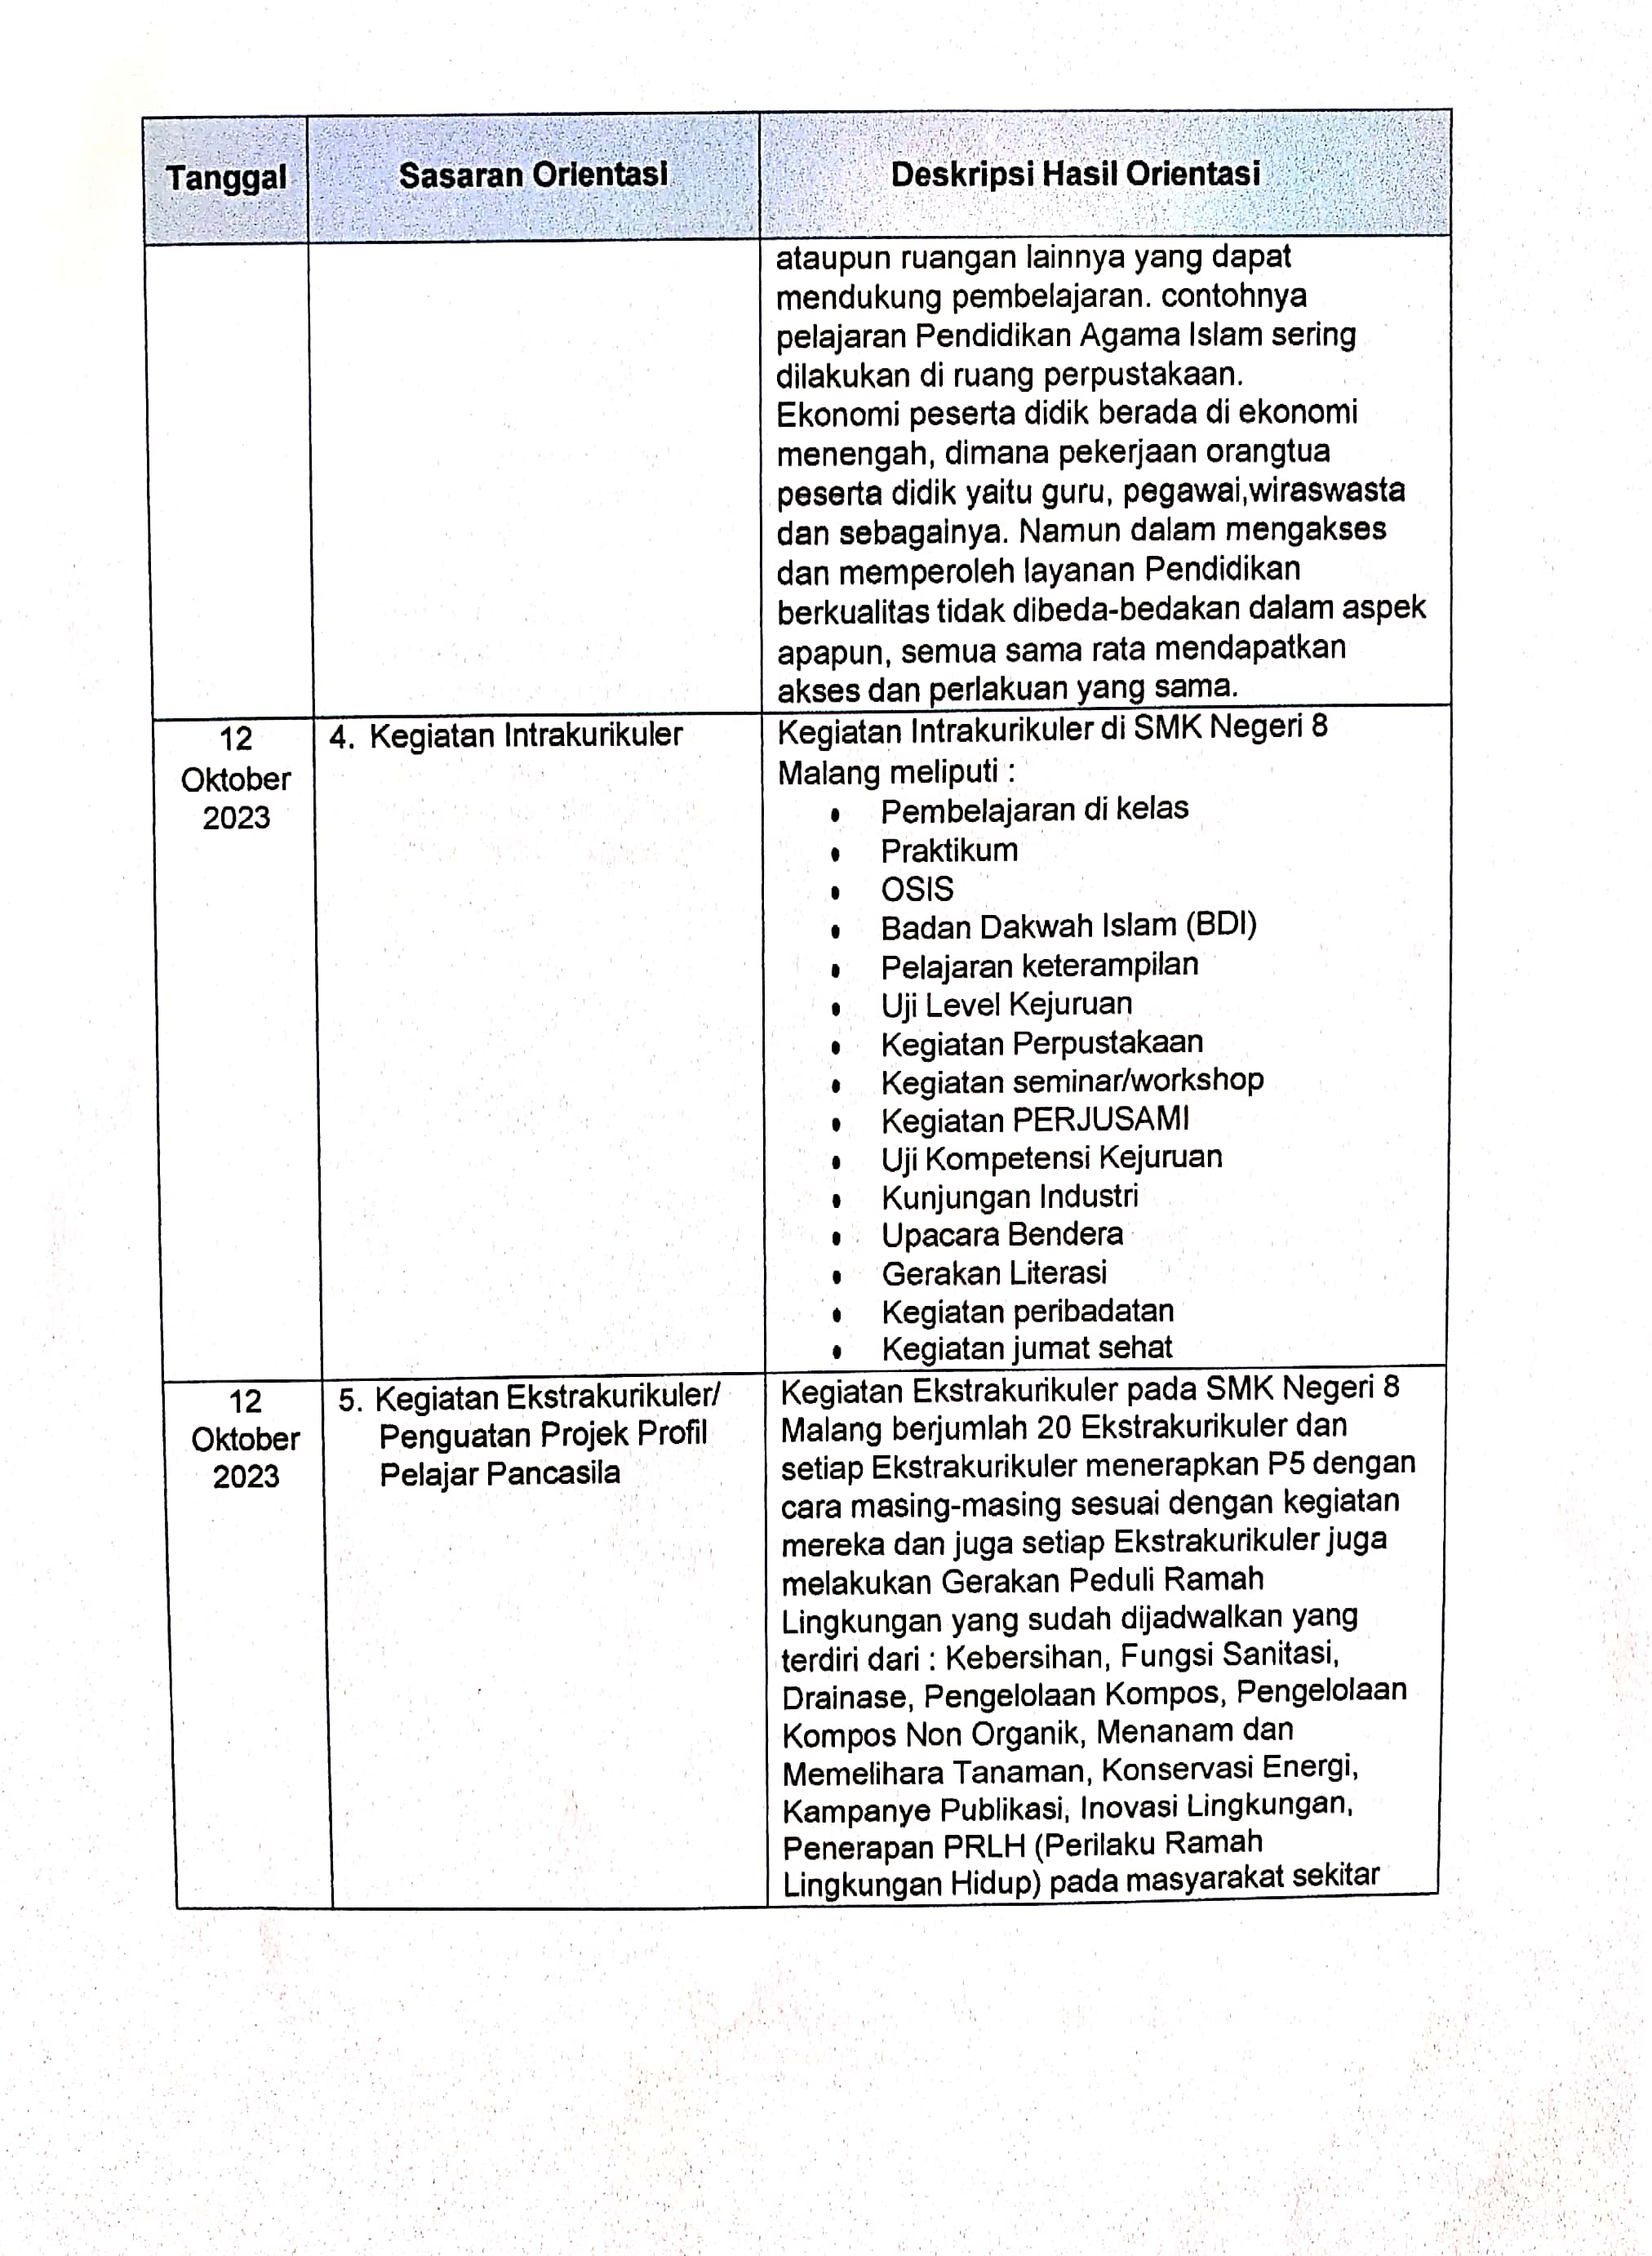 Tanggal
Sasaran Orientasi
Deskripsi Hasil Orientasi
ataupun ruangan lainnya yang dapat
mendukung pembelajaran. contohnya
pelajaran Pendidikan Agama Islam sering
dilakukan di ruang perpustakaan.
Ekonomi peserta didik berada di ekonomi
menengah, dimana pekerjaan orangtua
peserta didik yaitu guru, pegawai,wiraswasta
dan sebagainya. Namun dalam mengakses
dan memperoleh layanan Pendidikan
berkualitas tidak dibeda-bedakan dalam aspek
apapun, semua sama rata mendapatkan
akses dan perlakuan yang sama.
12
Oktober
2023
4. Kegiatan Intrakurikuler
Kegiatan Intrakurikuler di SMK Negeri 8
Malang meliputi :
• Pembelajaran di kelas
• Praktikum
• OSIS
• Badan Dakwah Islam (BDI)
• Pelajaran keterampilan
• Uji Level Kejuruan
• Kegiatan Perpustakaan
• Kegiatan seminar/workshop
• Kegiatan PERJUSAMI
• Uji Kompetensi Kejuruan
• Kunjungan Industri
• Upacara Bendera
• Gerakan Literasi
• Kegiatan peribadatan
• Kegiatan jumat sehat
12
Oktober
2023
5. Kegiatan Ekstrakurikuler/
Penguatan Projek Profil
Pelajar Pancasila
Kegiatan Ekstrakurikuler pada SMK Negeri 8
Malang berjumlah 20 Ekstrakurikuler dan
setiap Ekstrakurikuler menerapkan P5 dengan
cara masing-masing sesuai dengan kegiatan
mereka dan juga setiap Ekstrakurikuler juga
melakukan Gerakan Peduli Ramah
Lingkungan yang sudah dijadwalkan yang
terdiri dari : Kebersihan, Fungsi Sanitasi,
Drainase, Pengelolaan Kompos, Pengelolaan
Kompos Non Organik, Menanam dan
Memelihara Tanaman, Konservasi Energi,
Kampanye Publikasi, Inovasi Lingkungan,
Penerapan PRLH (Perilaku Ramah
Lingkungan Hidup) pada masyarakat sekitar